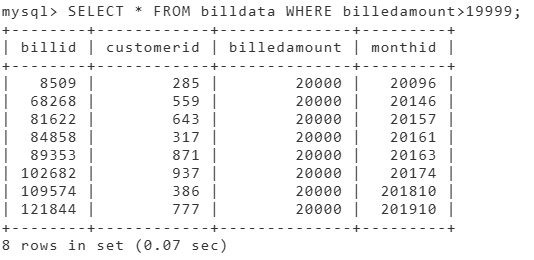 mysql> SELECT * FROM billdata WHERE billedamount>19999;
+--------+------------+--------------+---------+
| billid | customerid | billedamount | monthid |
+--------+------------+--------------+---------+
|   8509 |        285 |        20000 |   20096 |
|  68268 |        559 |        20000 |   20146 |
|  81622 |        643 |        20000 |   20157 |
|  84858 |        317 |        20000 |   20161 |
|  89353 |        871 |        20000 |   20163 |
| 102682 |        937 |        20000 |   20174 |
| 109574 |        386 |        20000 |  201810 |
| 121844 |        777 |        20000 |  201910 |
+--------+------------+--------------+---------+
8 rows in set (0.07 sec)